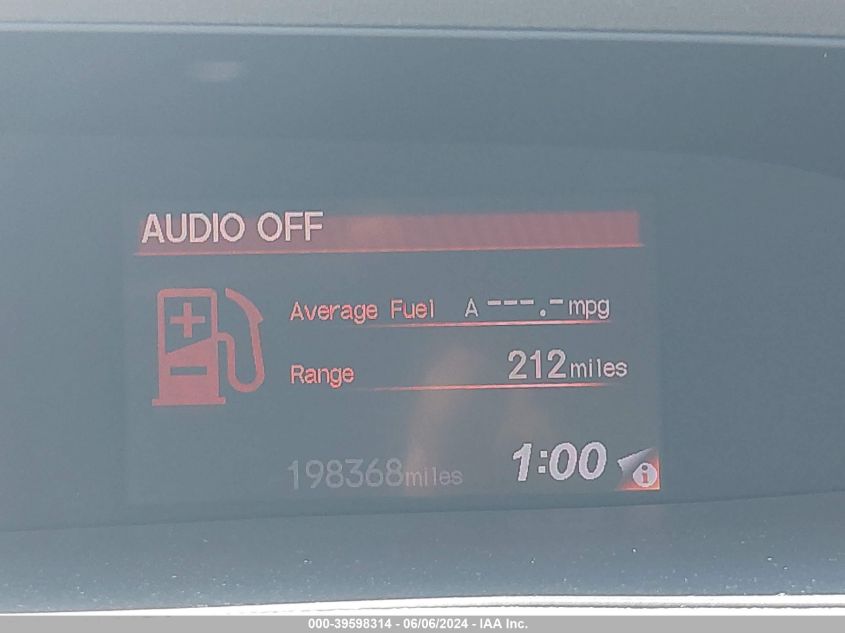 AUDIO OFF
Average Fuel A ---.- mpg
Range 212 miles
198368 miles 1:00 i
000-39598314 - 06/06/2024 - IAA Inc.